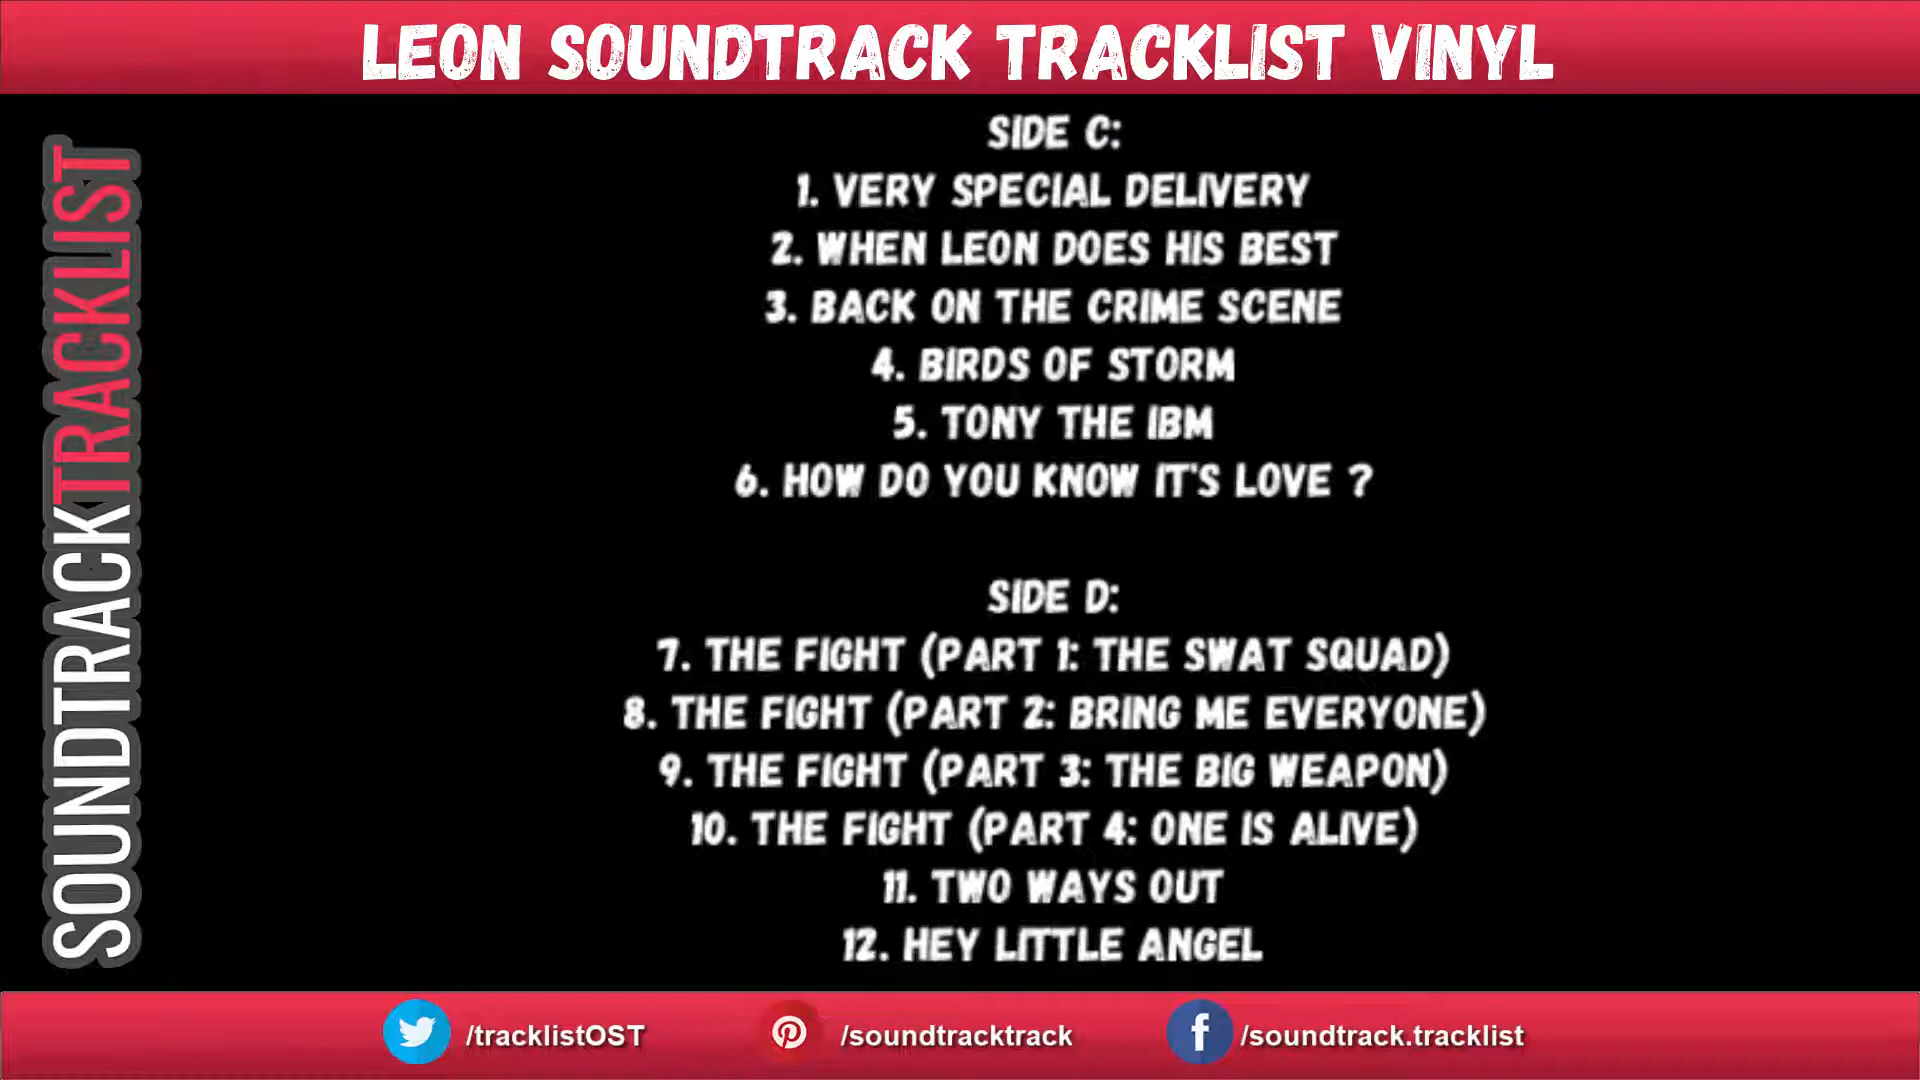 LEON SOUNDTRACK TRACKLIST VINYL
SOUNDTRACKTRACKLIST
SIDE C:
1. VERY SPECIAL DELIVERY
2. WHEN LEON DOES HIS BEST
3. BACK ON THE CRIME SCENE
4. BIRDS OF STORM
5. TONY THE IBM
6. HOW DO YOU KNOW IT'S LOVE ?
SIDE D:
7. THE FIGHT (PART 1: THE SWAT SQUAD)
8. THE FIGHT (PART 2: BRING ME EVERYONE)
9. THE FIGHT (PART 3: THE BIG WEAPON)
10. THE FIGHT (PART 4: ONE IS ALIVE)
11. TWO WAYS OUT
12. HEY LITTLE ANGEL
/tracklistOST /soundtracktrack /soundtrack.tracklist